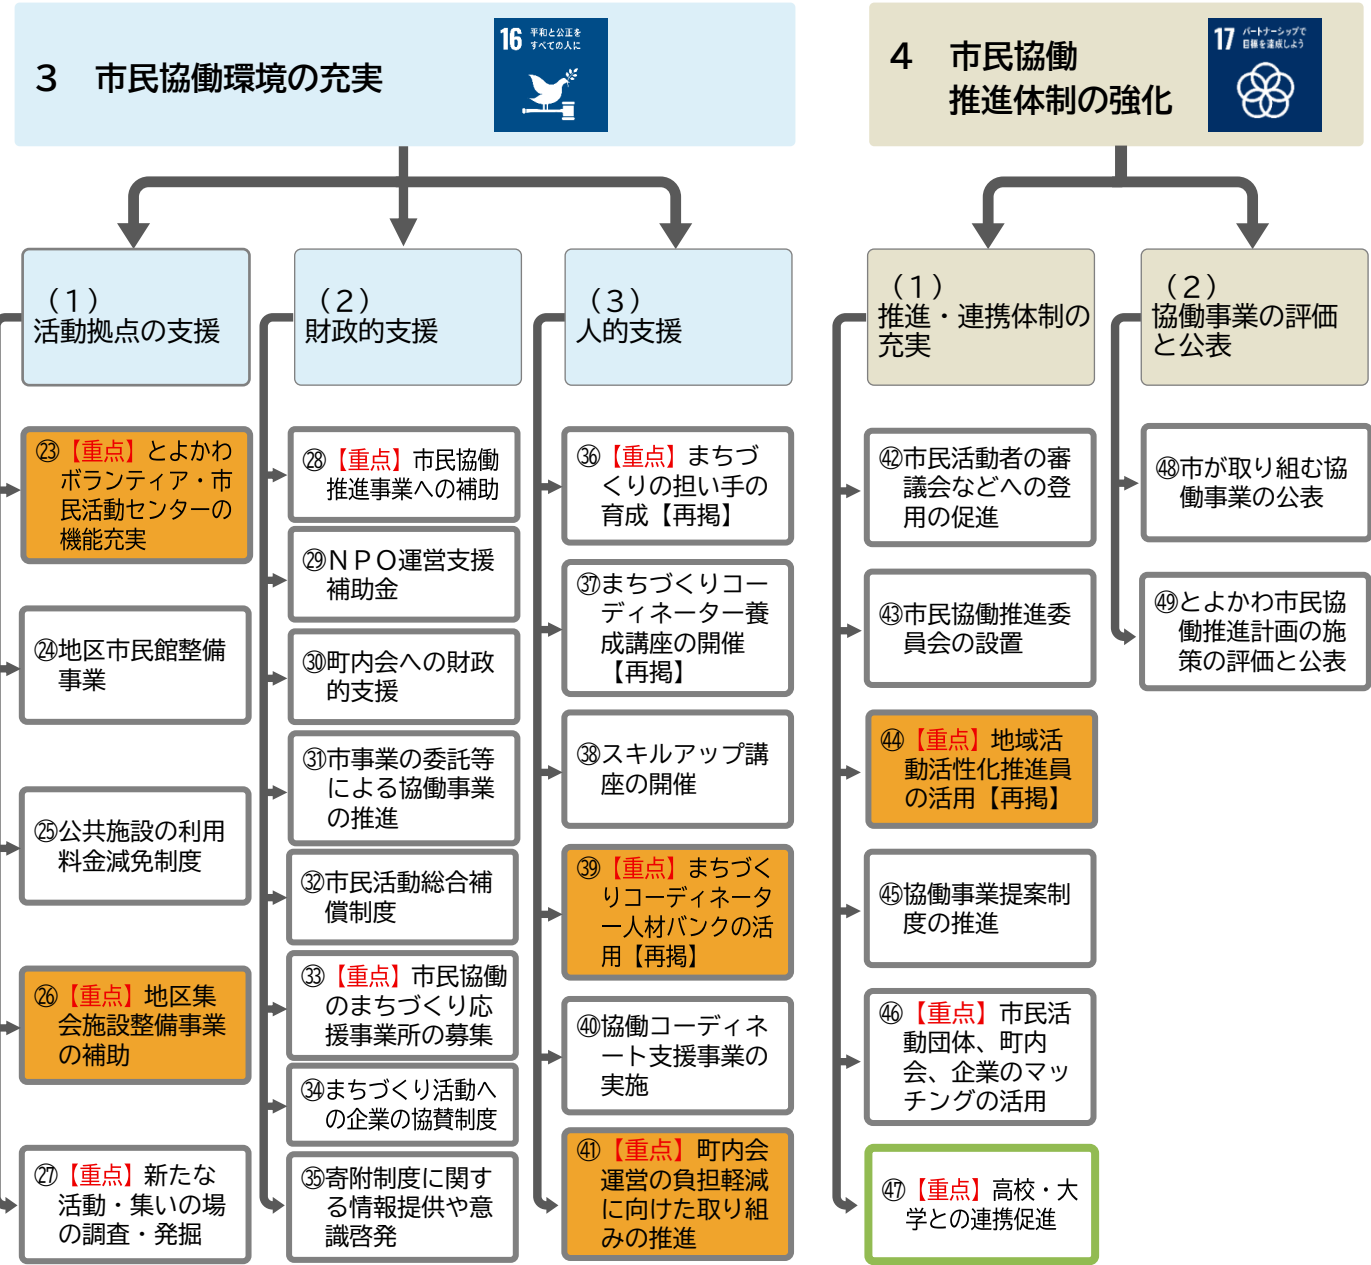 3 市民協働環境の充実
16 平和と公正を
すべての人に
(1)
活動拠点の支援
㉓【重点】とよかわ
ボランティア・市
民活動センターの
機能充実
㉔地区市民館整備
事業
㉕公共施設の利用
料金減免制度
㉖【重点】地区集
会施設整備事業
の補助
㉗【重点】新たな
活動・集いの場
の調査・発掘
(2)
財政的支援
㉘【重点】市民協働
推進事業への補助
㉙NPO運営支援
補助金
㉚町内会への財政
的支援
㉛市事業の委託等
による協働事業
の推進
㉜市民活動総合補
償制度
㉝【重点】市民協働
のまちづくり応
援事業所の募集
㉞まちづくり活動へ
の企業の協賛制度
㉟寄附制度に関す
る情報提供や意
識啓発
(3)
人的支援
㊱【重点】まちづ
くりの担い手の
育成【再掲】
㊲まちづくりコー
ディネーター養
成講座の開催
【再掲】
㊳スキルアップ講
座の開催
㊴【重点】まちづく
りコーディネータ
ー人材バンクの活
用【再掲】
㊵協働コーディネ
ート支援事業の
実施
㊶【重点】町内会
運営の負担軽減
に向けた取り組
みの推進
4 市民協働
推進体制の強化
17 パートナーシップで
目標を達成しよう
(1)
推進・連携体制の
充実
㊷市民活動者の審
議会などへの登
用の促進
㊸市民協働推進委
員会の設置
㊹【重点】地域活
動活性化推進員
の活用【再掲】
㊺協働事業提案制
度の推進
㊻【重点】市民活
動団体、町内
会、企業のマッ
チングの活用
㊼【重点】高校・大
学との連携促進
(2)
協働事業の評価
と公表
㊽市が取り組む協
働事業の公表
㊾とよかわ市民協
働推進計画の施
策の評価と公表